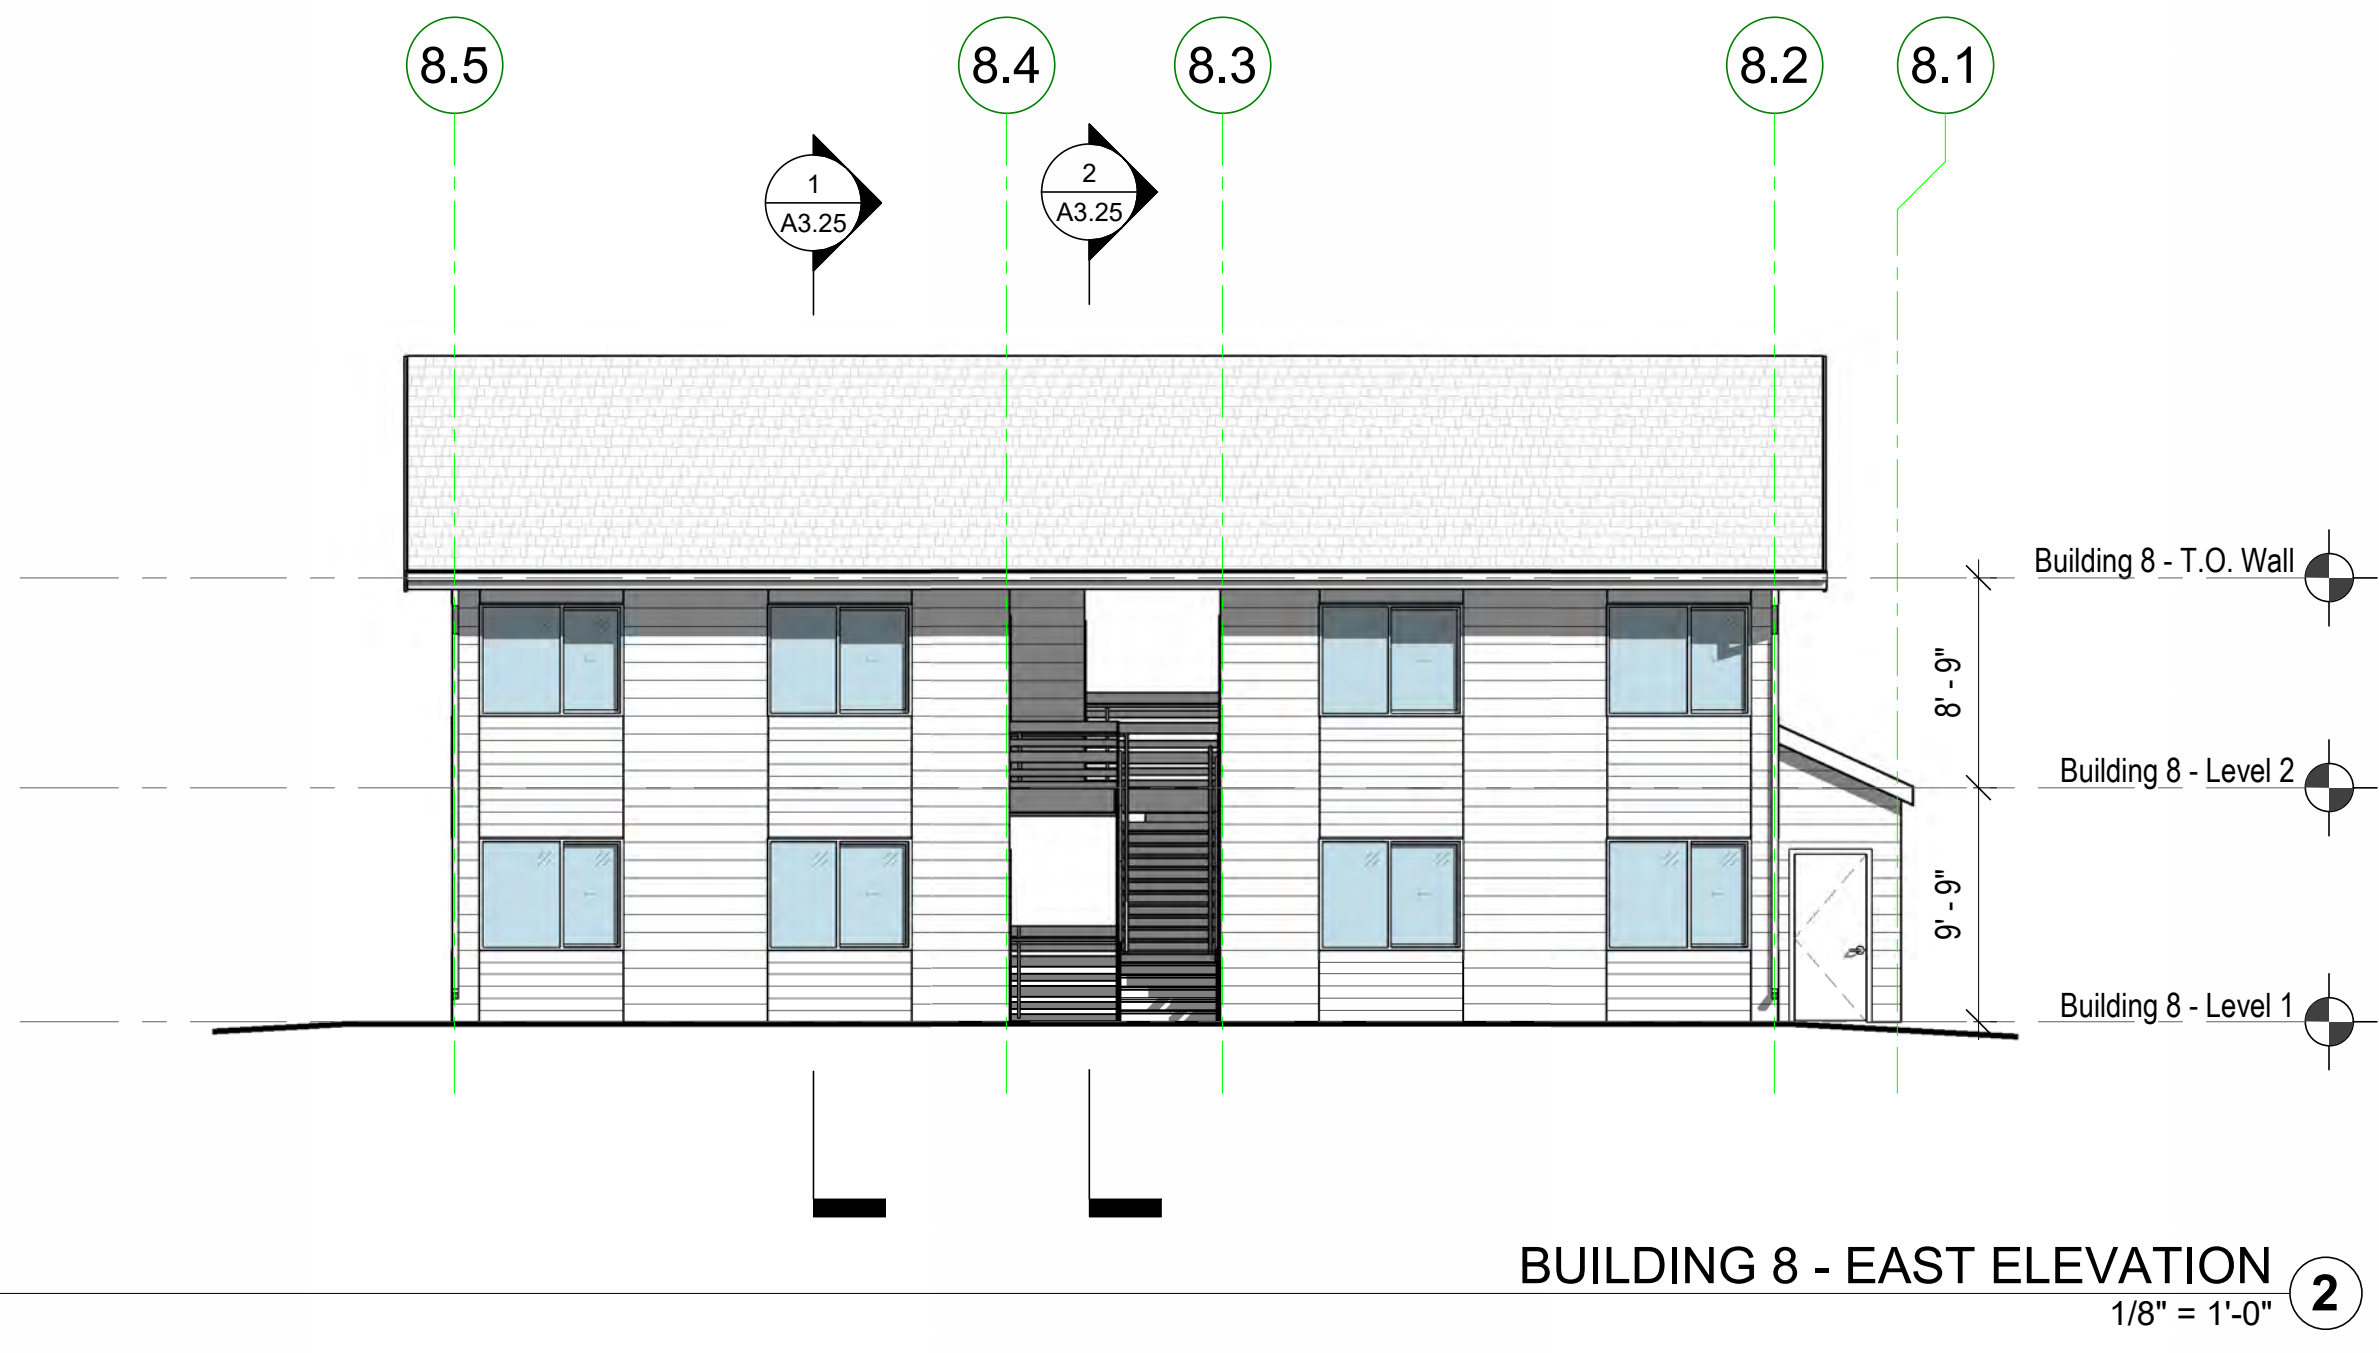 8.5
8.4
8.3
8.2
8.1
1
A3.25
2
A3.25
Building 8 - T.O. Wall
8' - 9"
Building 8 - Level 2
9' - 9"
Building 8 - Level 1
BUILDING 8 - EAST ELEVATION
1/8" = 1'-0"
2